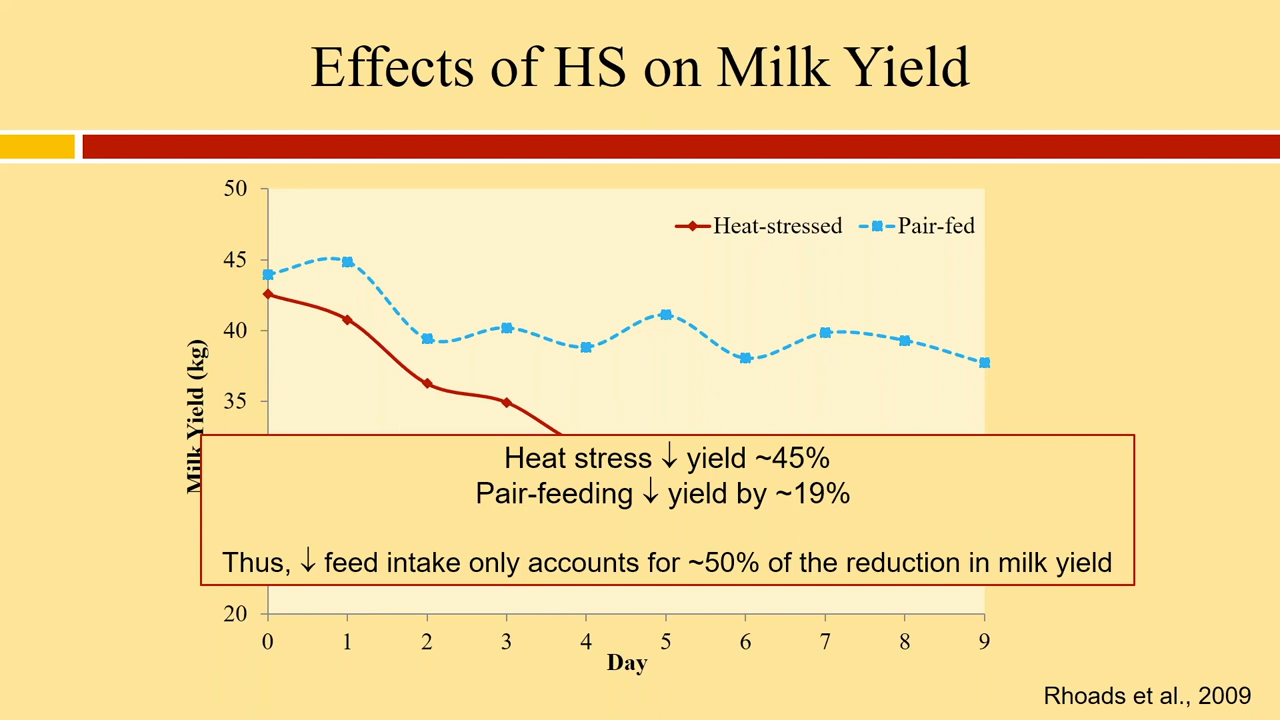 Effects of HS on Milk Yield
50
45
40
35
20
Milk Yield (kg)
Heat-stressed
Pair-fed
Heat stress ↓ yield ~45%
Pair-feeding ↓ yield by ~19%
Thus, ↓ feed intake only accounts for ~50% of the reduction in milk yield
0 1 2 3 4 5 6 7 8 9
Day
Rhoads et al., 2009